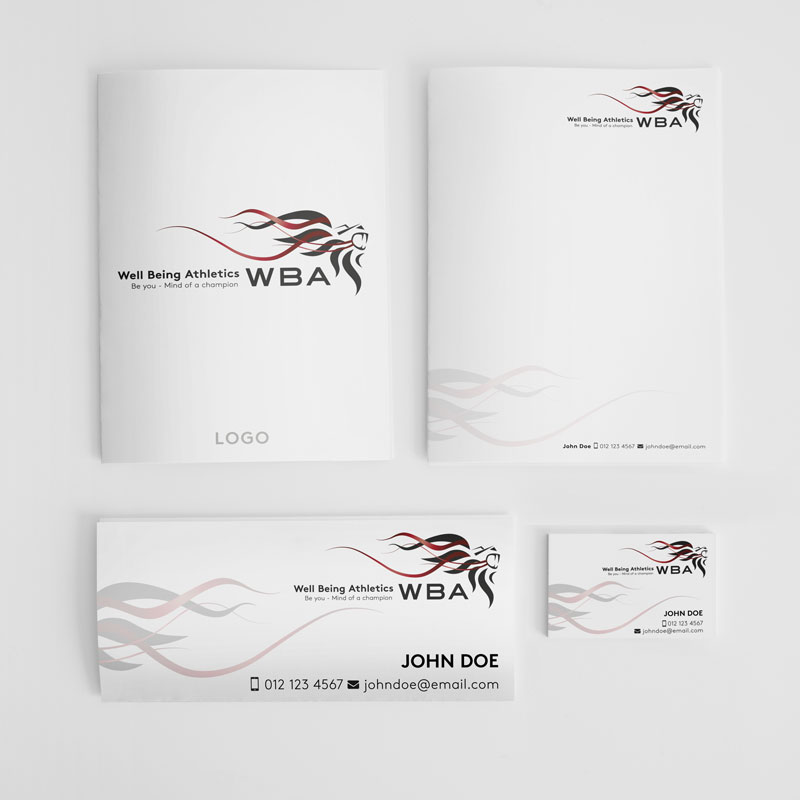 Well Being Athletics WBA
Be you - Mind of a champion
LOGO
Well Being Athletics WBA
Be you - Mind of a champion
John Doe 012 123 4567 johndoe@email.com
Well Being Athletics WBA
Be you - Mind of a champion
JOHN DOE
012 123 4567 johndoe@email.com
Well Being Athletics WBA
Be you - Mind of a champion
JOHN DOE
012 123 4567
johndoe@email.com